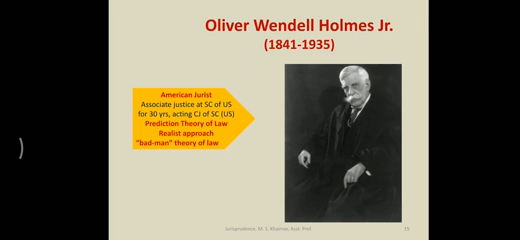 Oliver Wendell Holmes Jr.
(1841-1935)
American Jurist
Associate justice at SC of US
for 30 yrs, acting CJ of SC (US)
Prediction Theory of Law
Realist approach
"bad-man" theory of law
Jurisprudence, M. S. Khairnar, Asst. Prof.
15